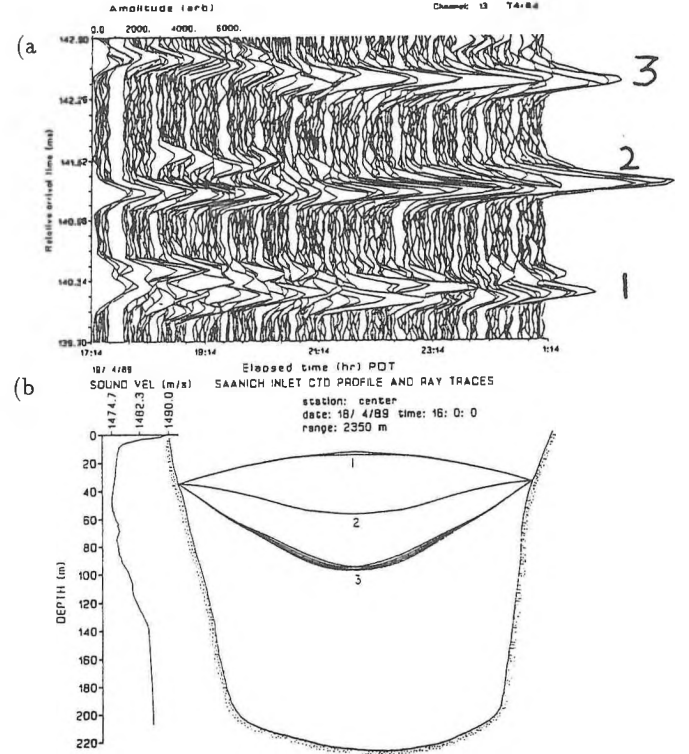 (a
Amplitude (arb)
Channel: 13 T4:R4
0.0 2000. 4000. 6000.
142.90
142.26
141.62
140.98
140.34
139.70
Relative arrival time (ms)
3
2
1
17:14 19:14 21:14 23:14 1:14
18/ 4/89
Elapsed time (hr) PDT
(b
SOUND VEL (m/s)
SAANICH INLET CTD PROFILE AND RAY TRACES
1474.7
1482.3
1490.0
station: center
date: 18/ 4/89 time: 16: 0: 0
range: 2350 m
0
20
40
60
80
100
120
140
160
180
200
220
DEPTH (m)
1
2
3